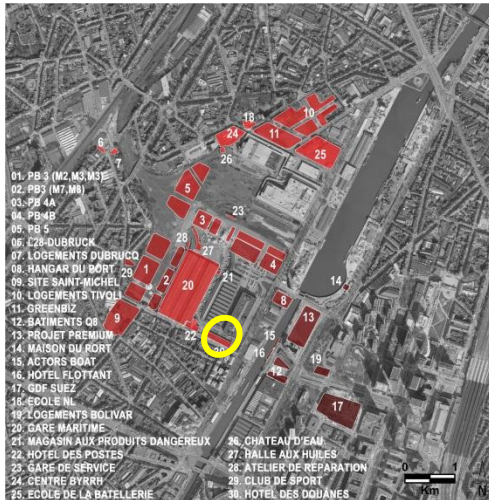 18
10
24
11
26
25
6
7
01. PB 3 (M2,M3,M3)
02. PB3 (M7,M8)
03. PB 4A
04. PB 4B
05. PB 5
06. L28-DUBRUCK
07. LOGEMENTS DUBRUCQ
08. HANGAR DU PORT
09. SITE SAINT-MICHEL
10. LOGEMENTS TIVOLI
11. GREENBIZ
12. BATIMENTS Q8
13. PROJET PREMIUM
14. MAISON DU PORT
15. ACTORS BOAT
16. HOTEL FLOTTANT
17. GDF SUEZ
18. ECOLE NL
19. LOGEMENTS BOLIVAR
20. GARE MARITIME
21. MAGASIN AUX PRODUITS DANGEREUX
22. HOTEL DES POSTES
23. GARE DE SERVICE
24. CENTRE BYRRH
25. ECOLE DE LA BATELLERIE
26. CHATEAU D'EAU
27. HALLE AUX HUILES
28. ATELIER DE REPARATION
29. CLUB DE SPORT
30. HOTEL DES DOUANES
5
23
3
28
27
4
29
1
2
20
21
14
8
9
22
13
15
16
12
19
17
0 1
Km
N